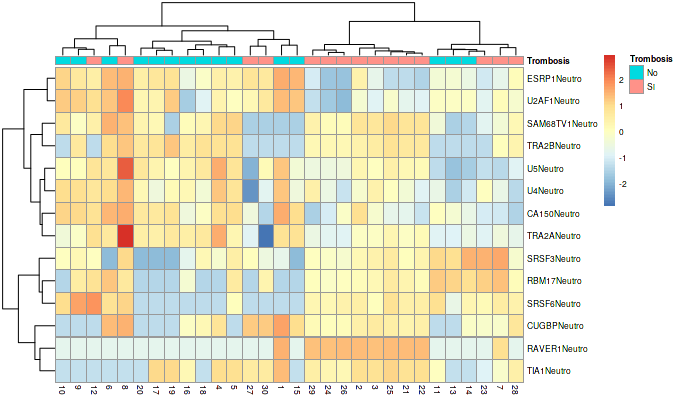 Trombosis
ESRP1Neutro
U2AF1Neutro
SAM68TV1Neutro
TRA2BNeutro
U5Neutro
U4Neutro
CA150Neutro
TRA2ANeutro
SRSF3Neutro
RBM17Neutro
SRSF6Neutro
CUGBPNeutro
RAVER1Neutro
TIA1Neutro
10 9 12 6 8 20 17 19 16 18 4 5 27 30 1 15 29 24 26 2 3 25 21 22 11 13 14 23 7 28
2
1
0
-1
-2
Trombosis
No
SI